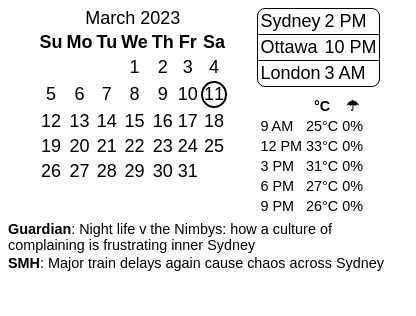 March 2023
Su Mo Tu We Th Fr Sa
1 2 3 4
5 6 7 8 9 10 11
12 13 14 15 16 17 18
19 20 21 22 23 24 25
26 27 28 29 30 31
Sydney 2 PM
Ottawa 10 PM
London 3 AM
°C ☂
9 AM 25°C 0%
12 PM 33°C 0%
3 PM 31°C 0%
6 PM 27°C 0%
9 PM 26°C 0%
Guardian: Night life v the Nimbys: how a culture of
complaining is frustrating inner Sydney
SMH: Major train delays again cause chaos across Sydney